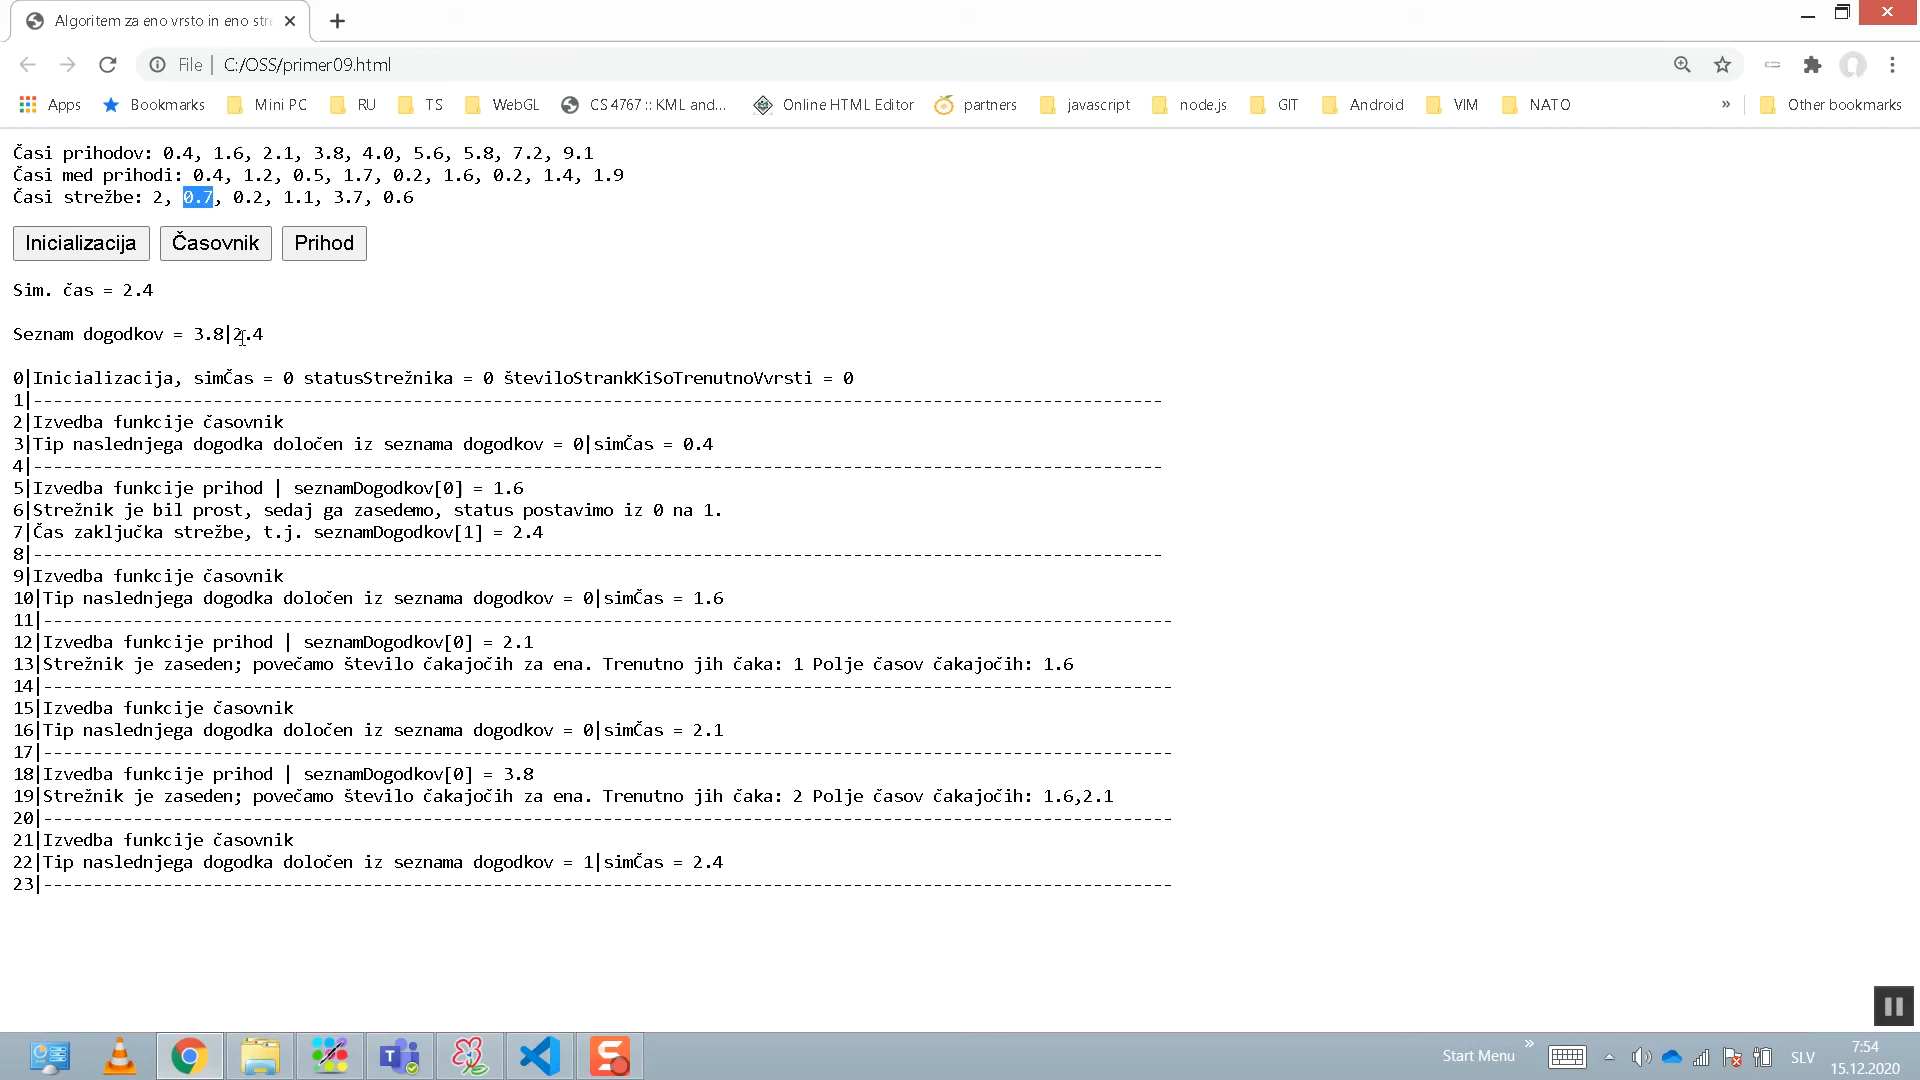 Algoritem za eno vrsto in eno stre
File | C:/OSS/primer09.html
Apps Bookmarks Mini PC RU TS WebGL CS 4767 :: KML and... Online HTML Editor partners javascript node.js GIT Android VIM NATO » Other bookmarks
Časi prihodov: 0.4, 1.6, 2.1, 3.8, 4.0, 5.6, 5.8, 7.2, 9.1
Časi med prihodi: 0.4, 1.2, 0.5, 1.7, 0.2, 1.6, 0.2, 1.4, 1.9
Časi strežbe: 2, 0.7, 0.2, 1.1, 3.7, 0.6
Inicializacija Časovnik Prihod
Sim. čas = 2.4
Seznam dogodkov = 3.8|2.4
0|Inicializacija, simČas = 0 statusStrežnika = 0 številoStrankKiSoTrenutnoVvrsti = 0
1|-----------------------------------------------------------------------------------------------------------------
2|Izvedba funkcije časovnik
3|Tip naslednjega dogodka določen iz seznama dogodkov = 0|simČas = 0.4
4|-----------------------------------------------------------------------------------------------------------------
5|Izvedba funkcije prihod | seznamDogodkov[0] = 1.6
6|Strežnik je bil prost, sedaj ga zasedemo, status postavimo iz 0 na 1.
7|Čas zaključka strežbe, t.j. seznamDogodkov[1] = 2.4
8|-----------------------------------------------------------------------------------------------------------------
9|Izvedba funkcije časovnik
10|Tip naslednjega dogodka določen iz seznama dogodkov = 0|simČas = 1.6
11|-----------------------------------------------------------------------------------------------------------------
12|Izvedba funkcije prihod | seznamDogodkov[0] = 2.1
13|Strežnik je zaseden; povečamo število čakajočih za ena. Trenutno jih čaka: 1 Polje časov čakajočih: 1.6
14|-----------------------------------------------------------------------------------------------------------------
15|Izvedba funkcije časovnik
16|Tip naslednjega dogodka določen iz seznama dogodkov = 0|simČas = 2.1
17|-----------------------------------------------------------------------------------------------------------------
18|Izvedba funkcije prihod | seznamDogodkov[0] = 3.8
19|Strežnik je zaseden; povečamo število čakajočih za ena. Trenutno jih čaka: 2 Polje časov čakajočih: 1.6,2.1
20|-----------------------------------------------------------------------------------------------------------------
21|Izvedba funkcije časovnik
22|Tip naslednjega dogodka določen iz seznama dogodkov = 1|simČas = 2.4
23|-----------------------------------------------------------------------------------------------------------------
Start Menu » SLV 7:54
15.12.2020